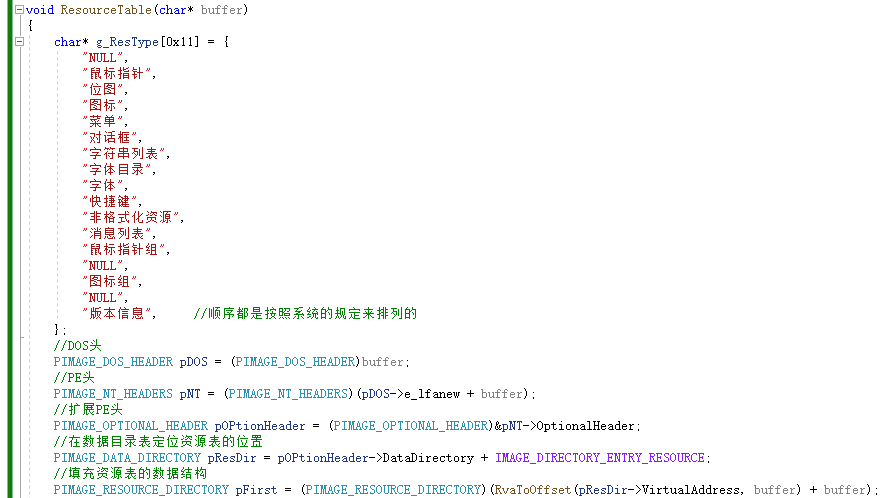 void ResourceTable(char* buffer)
{
char* g_ResType[0x11] = {
"NULL",
"鼠标指针",
"位图",
"图标",
"菜单",
"对话框",
"字符串列表",
"字体目录",
"字体",
"快捷键",
"非格式化资源",
"消息列表",
"鼠标指针组",
"NULL",
"图标组",
"NULL",
"版本信息", //顺序都是按照系统的规定来排列的
};
//DOS头
PIMAGE_DOS_HEADER pDOS = (PIMAGE_DOS_HEADER)buffer;
//PE头
PIMAGE_NT_HEADERS pNT = (PIMAGE_NT_HEADERS)(pDOS->e_lfanew + buffer);
//扩展PE头
PIMAGE_OPTIONAL_HEADER pOPtionHeader = (PIMAGE_OPTIONAL_HEADER)&pNT->OptionalHeader;
//在数据目录表定位资源表的位置
PIMAGE_DATA_DIRECTORY pResDir = pOPtionHeader->DataDirectory + IMAGE_DIRECTORY_ENTRY_RESOURCE;
//填充资源表的数据结构
PIMAGE_RESOURCE_DIRECTORY pFirst = (PIMAGE_RESOURCE_DIRECTORY)(RvaToOffset(pResDir->VirtualAddress, buffer) + buffer);